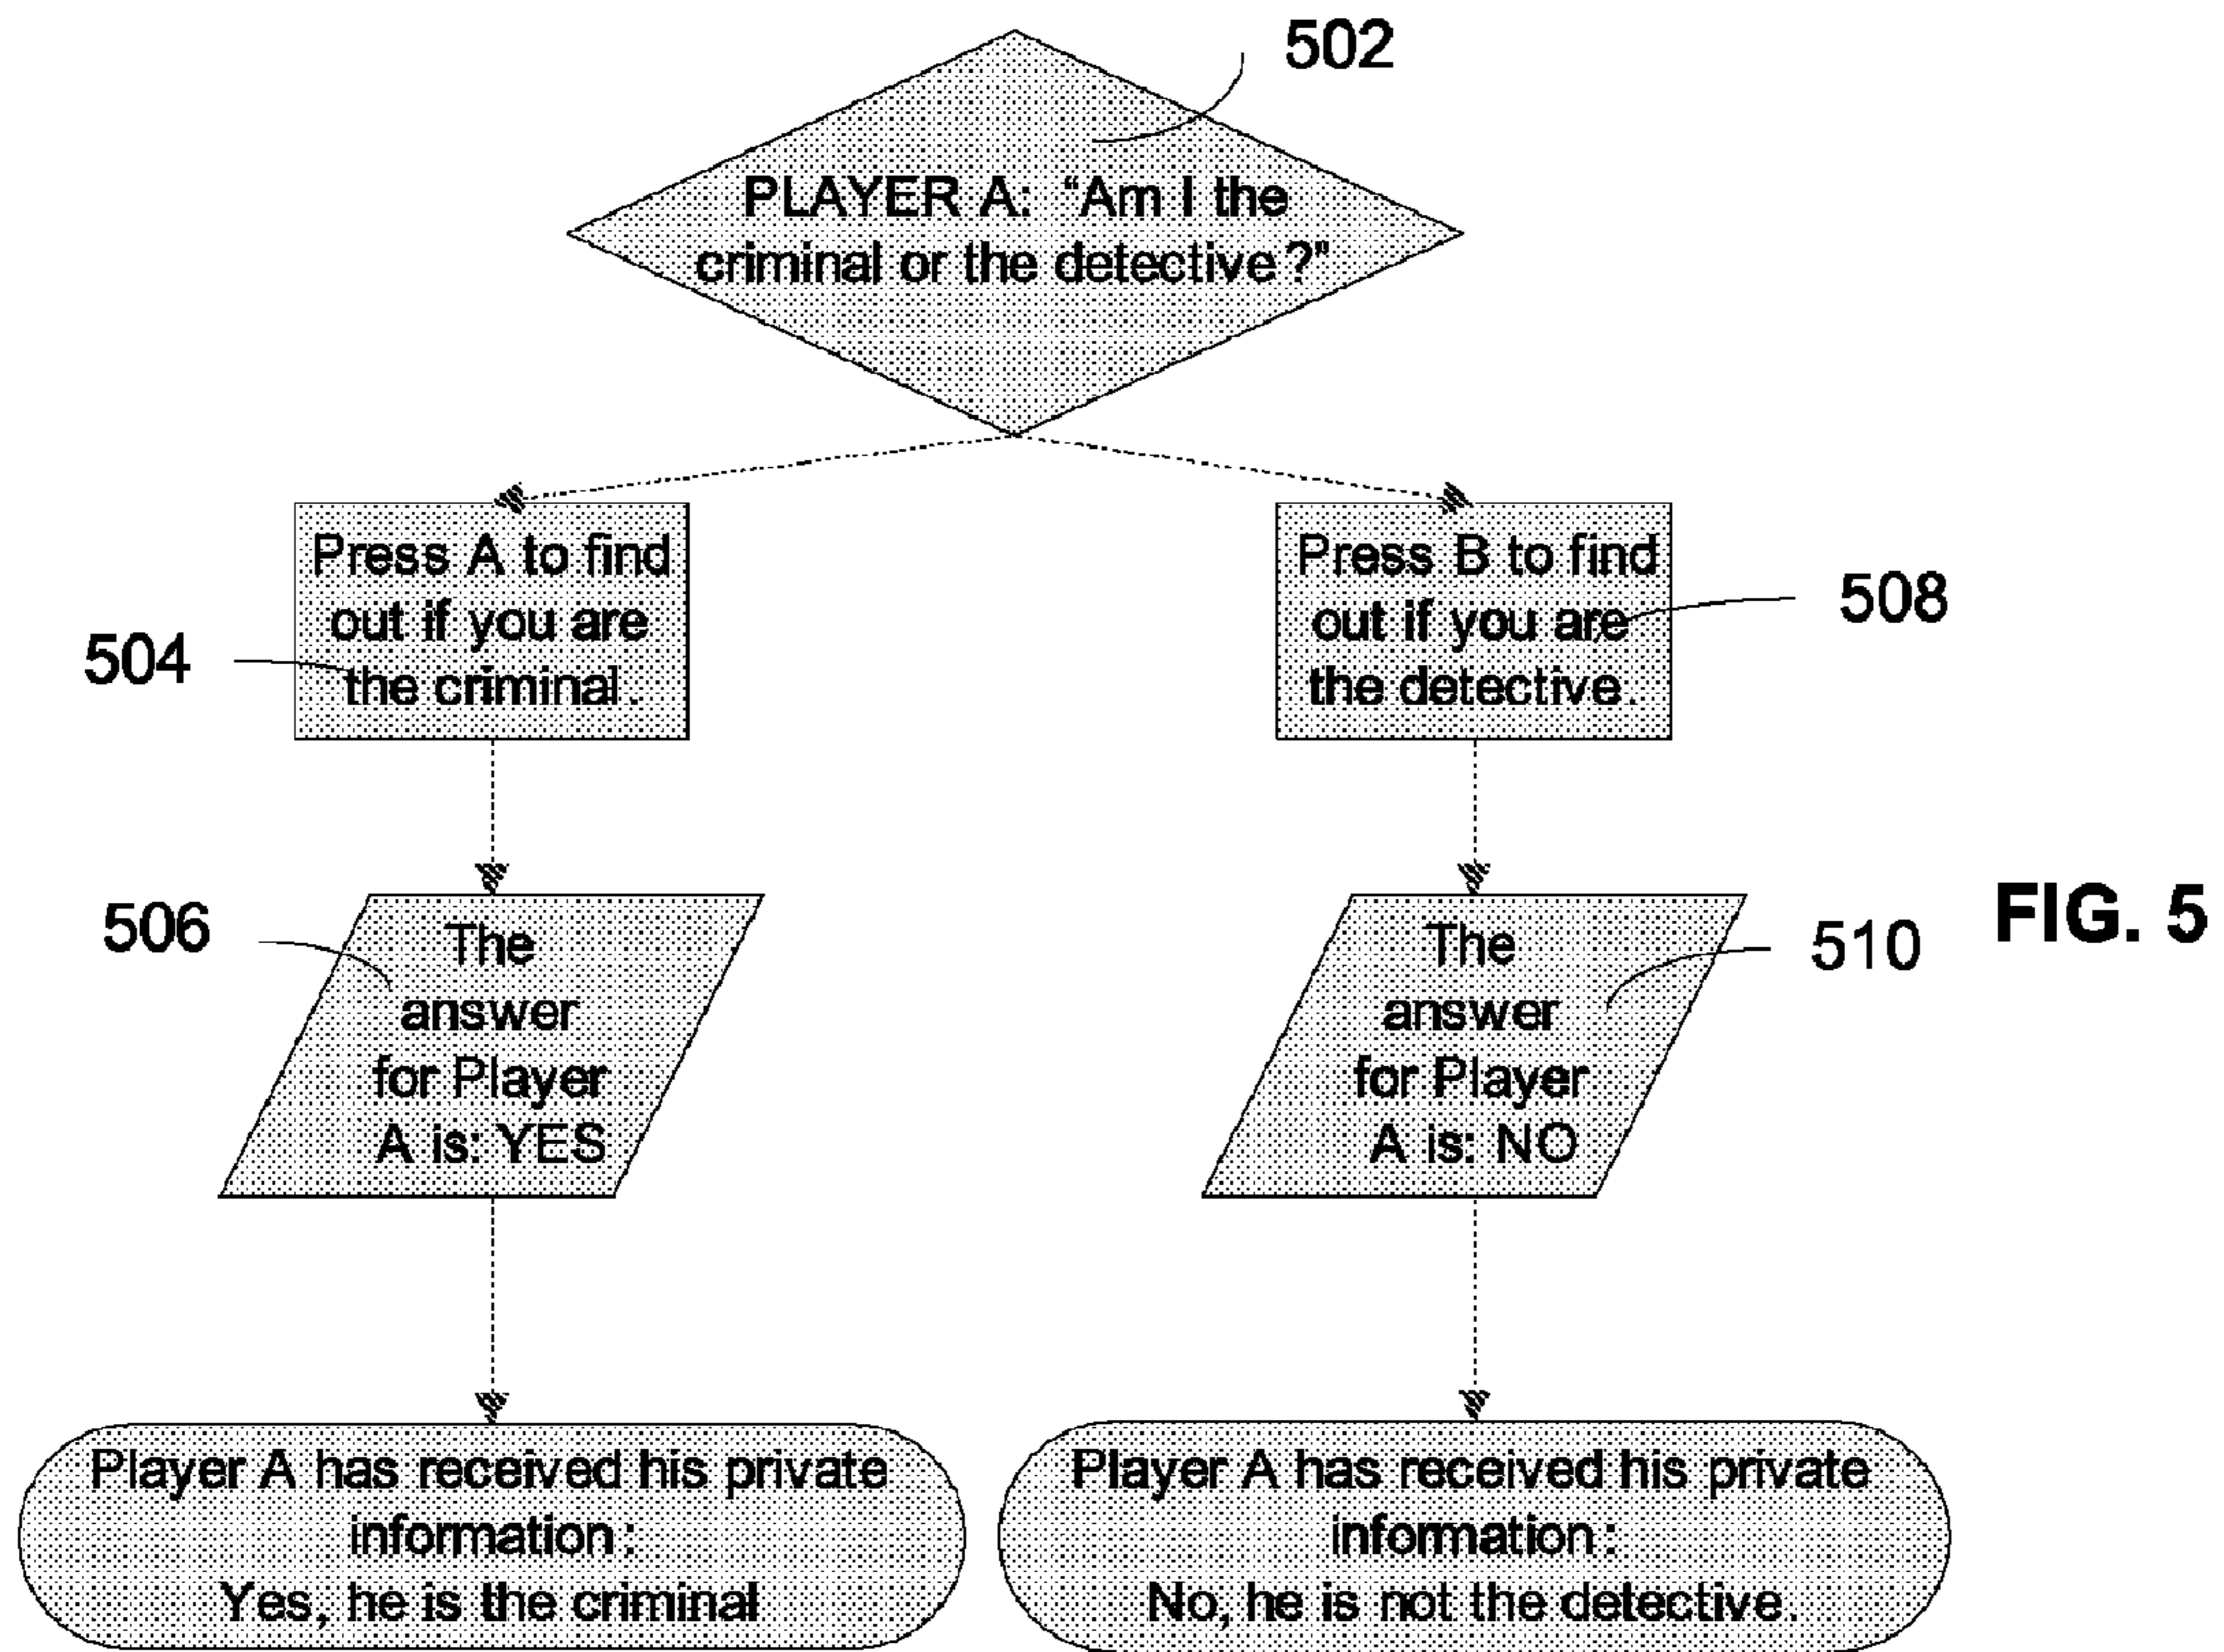 502
PLAYER A: “Am I the
criminal or the detective?”
Press A to find
out if you are
the criminal.
504
Press B to find
out if you are
the detective.
508
506
The
answer
for Player
A is: YES
The
answer
for Player
A is: NO
510
FIG. 5
Player A has received his private
information:
Yes, he is the criminal
Player A has received his private
information:
No, he is not the detective.